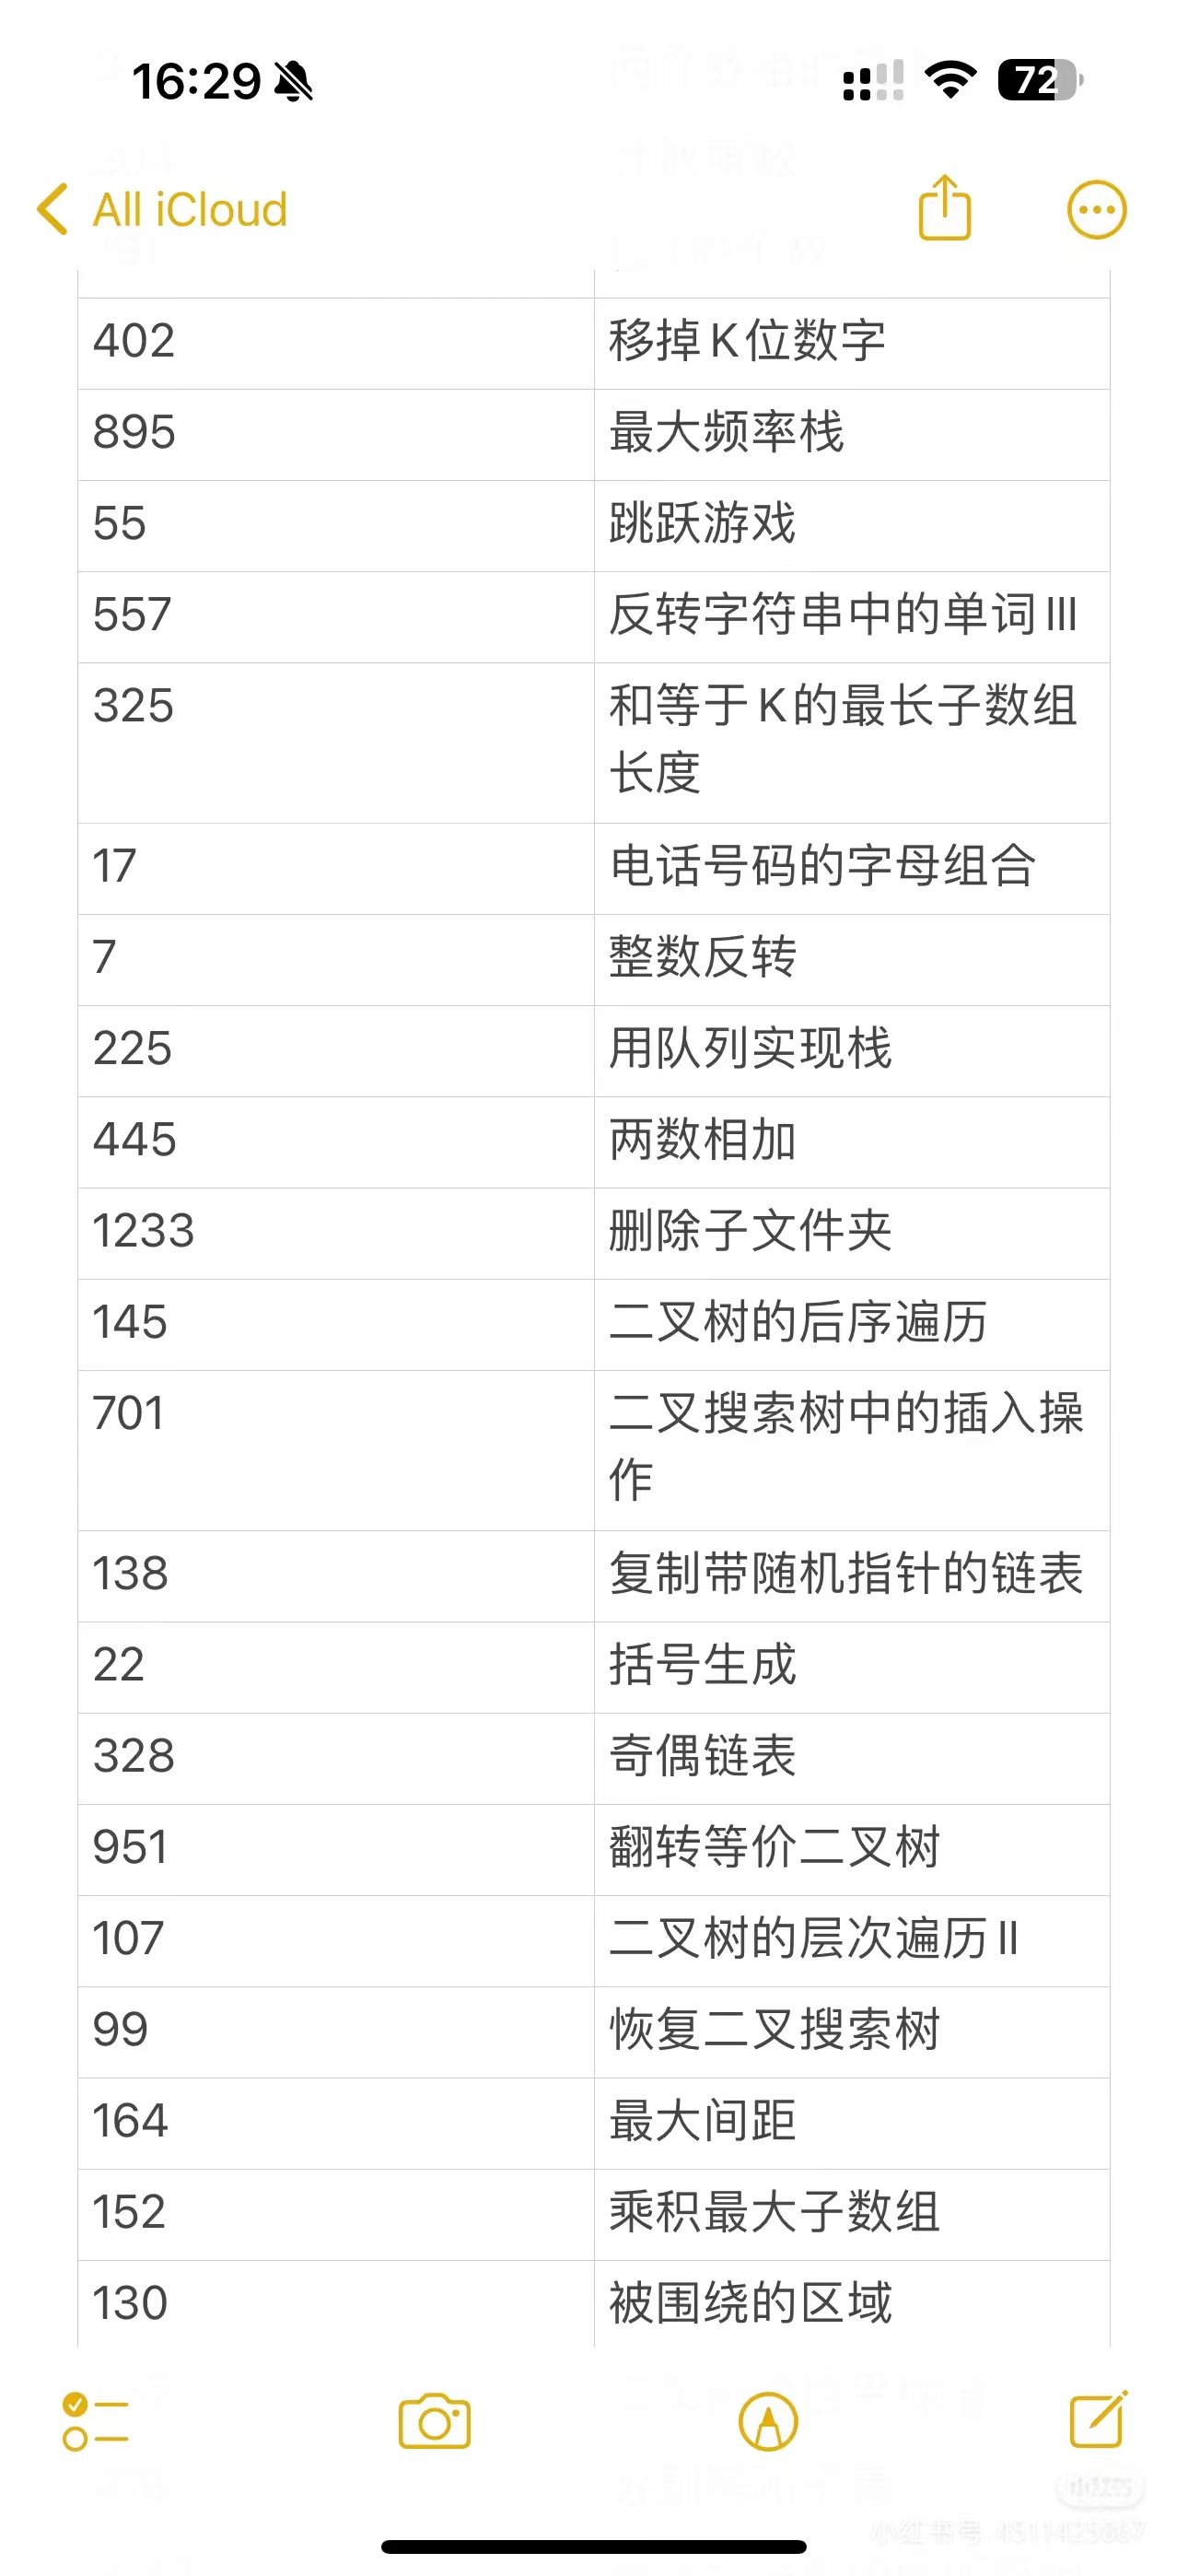 16:29
72
All iCloud
402 移掉K位数字
895 最大频率栈
55 跳跃游戏
557 反转字符串中的单词III
325 和等于K的最长子数组
长度
17 电话号码的字母组合
7 整数反转
225 用队列实现栈
445 两数相加
1233 删除子文件夹
145 二叉树的后序遍历
701 二叉搜索树中的插入操
作
138 复制带随机指针的链表
22 括号生成
328 奇偶链表
951 翻转等价二叉树
107 二叉树的层次遍历II
99 恢复二叉搜索树
164 最大间距
152 乘积最大子数组
130 被围绕的区域
小红书